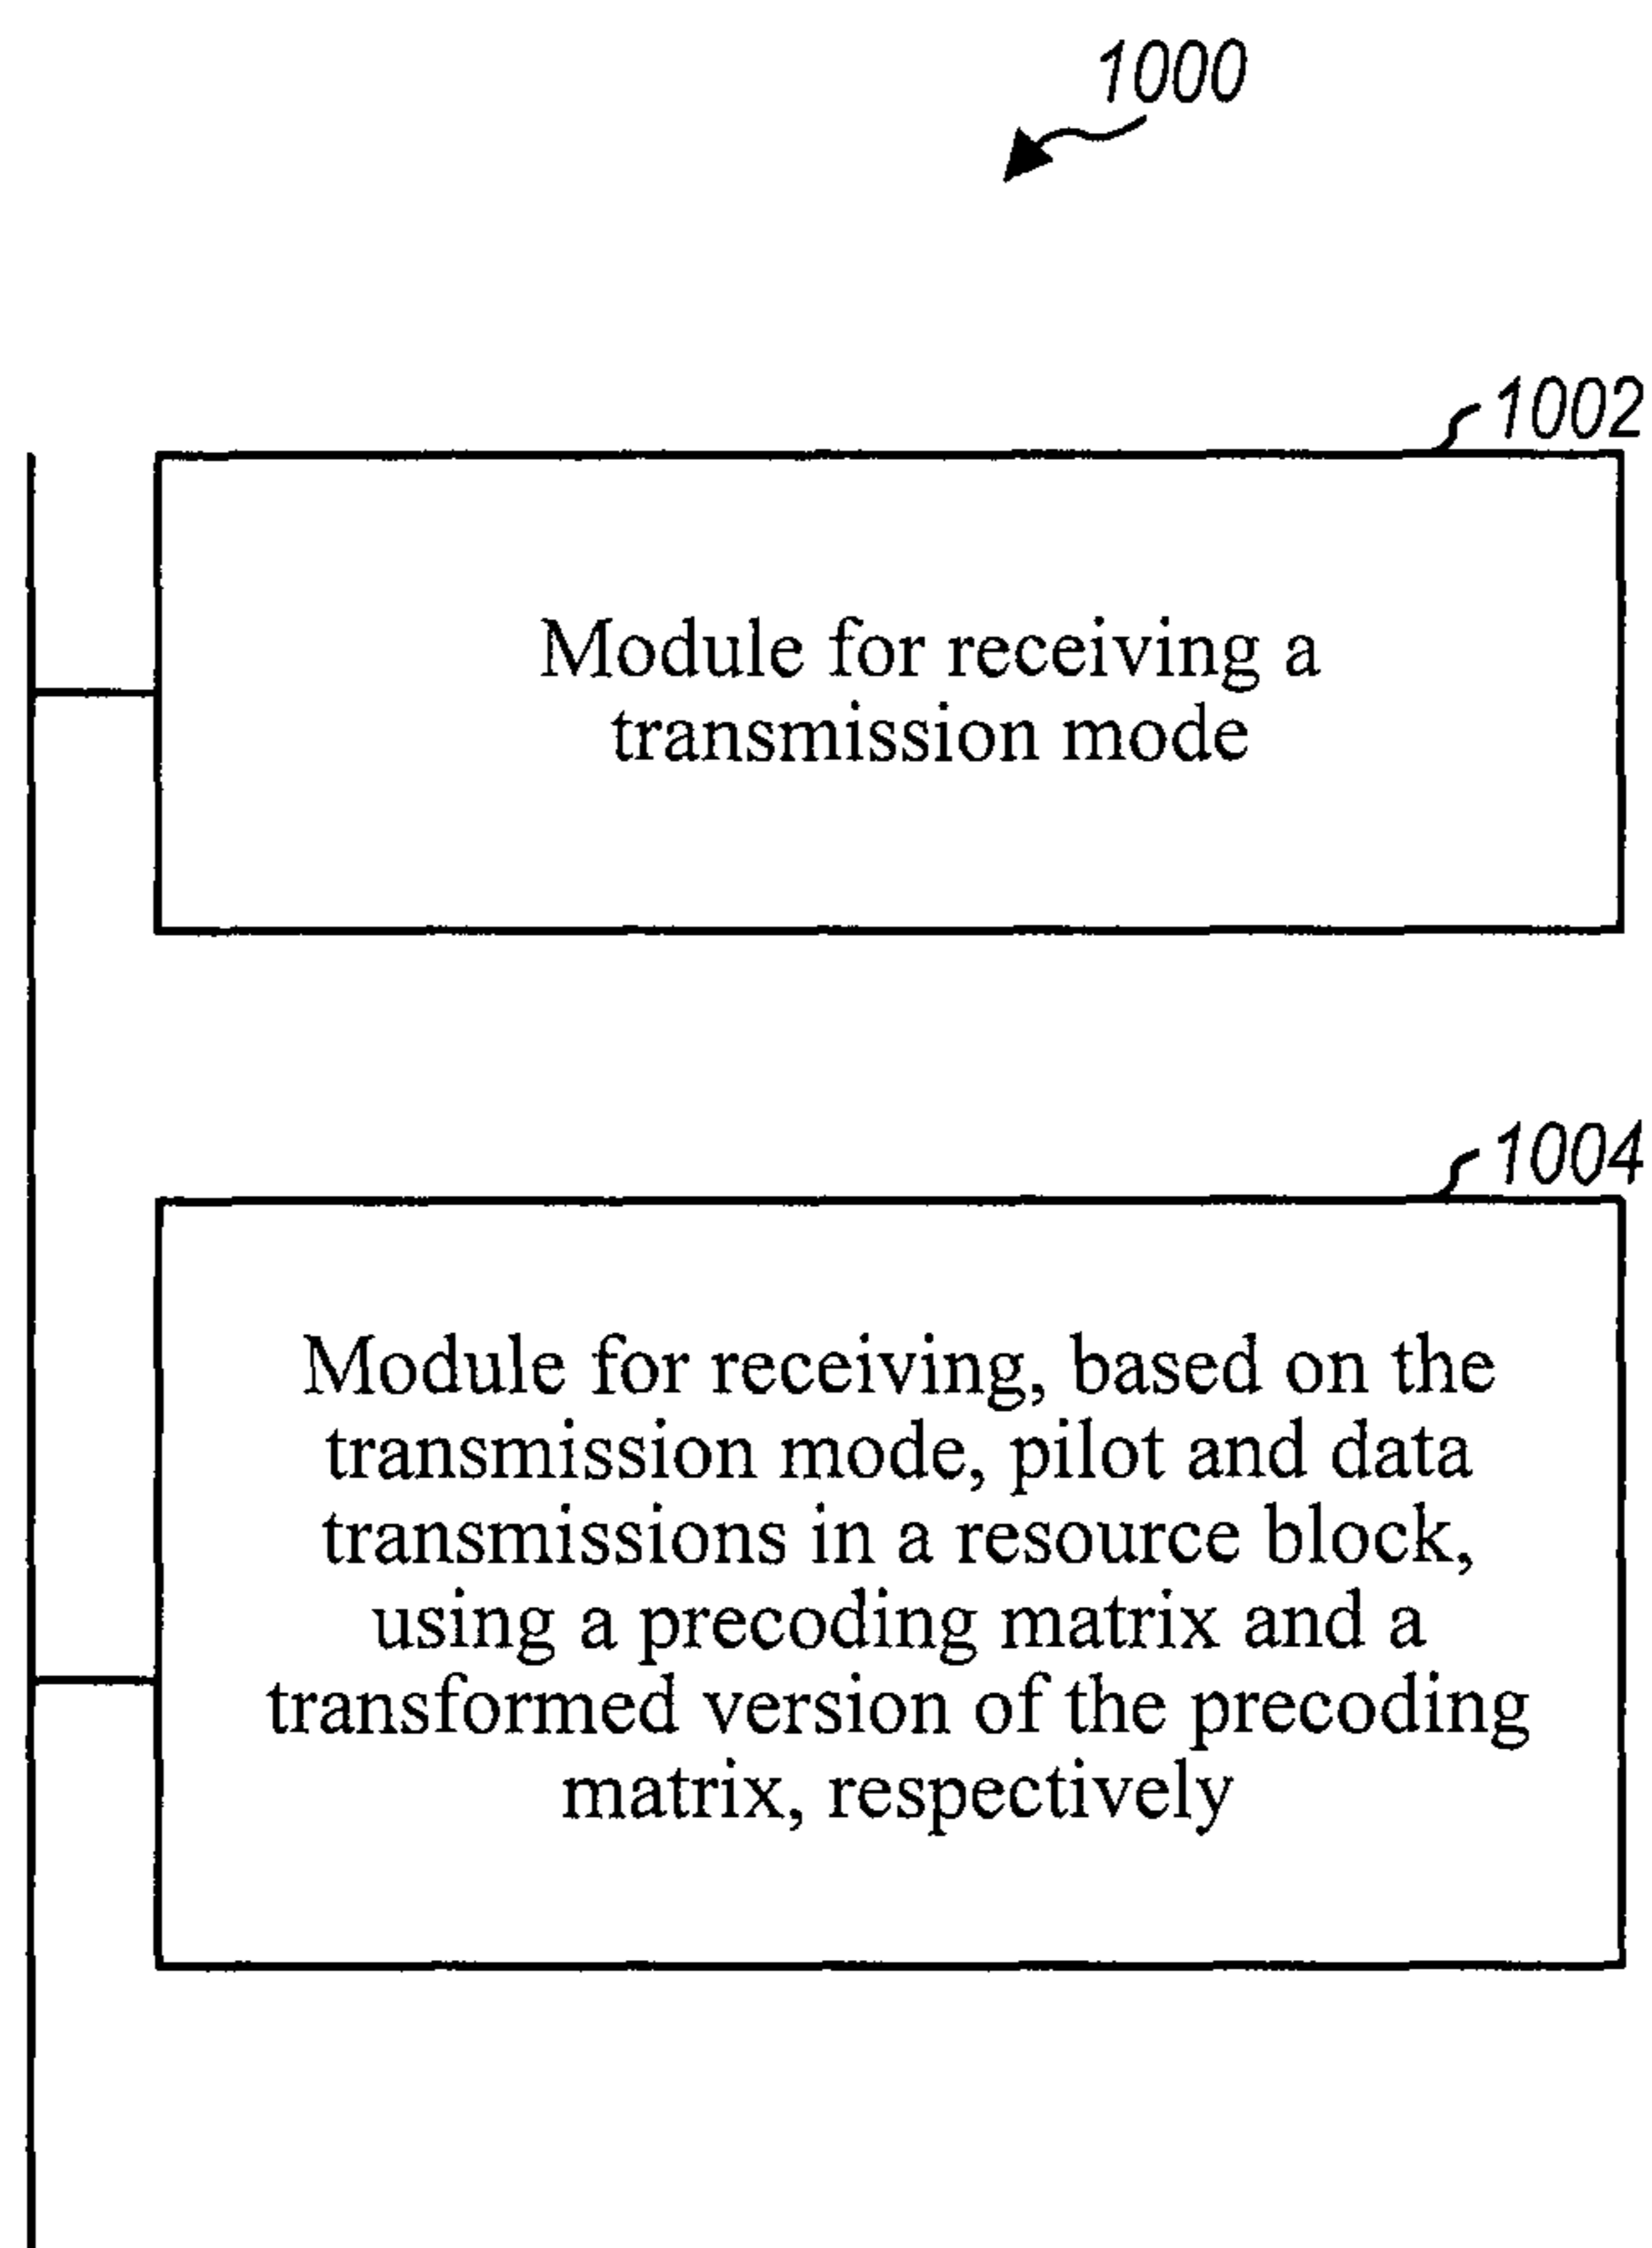 1000
1002
Module for receiving a
transmission mode
1004
Module for receiving, based on the
transmission mode, pilot and data
transmissions in a resource block,
using a precoding matrix and a
transformed version of the precoding
matrix, respectively